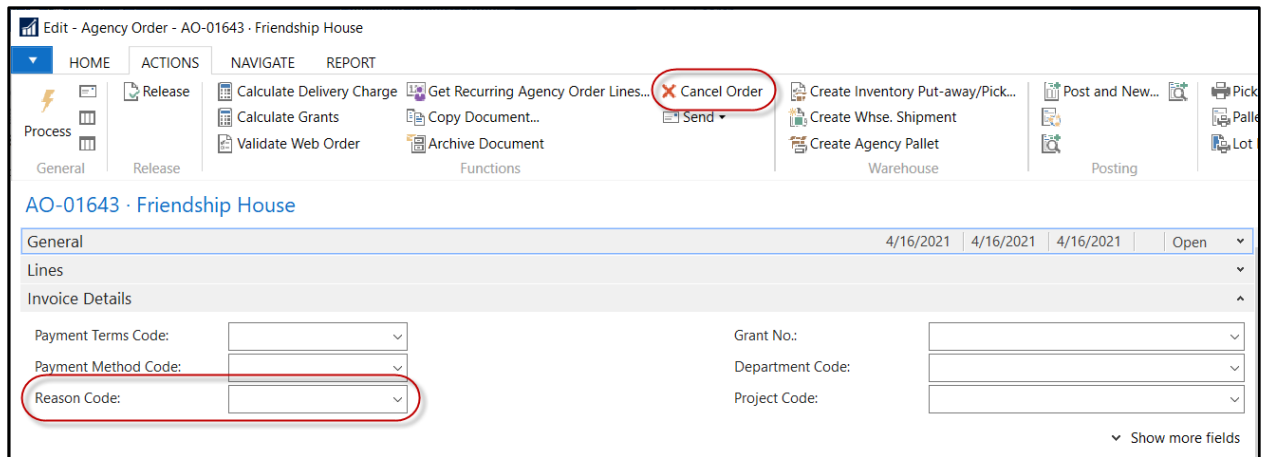 Edit - Agency Order - AO-01643 · Friendship House
HOME ACTIONS NAVIGATE REPORT
Release Calculate Delivery Charge Get Recurring Agency Order Lines... Cancel Order Create Inventory Put-away/Pick... Post and New... Pick
Process Calculate Grants Copy Document... Send Create Whse. Shipment Palle
Validate Web Order Archive Document Create Agency Pallet Lot
General Release Functions Warehouse Posting
AO-01643 · Friendship House
General 4/16/2021 4/16/2021 4/16/2021 Open
Lines
Invoice Details
Payment Terms Code: Grant No.:
Payment Method Code: Department Code:
Reason Code: Project Code:
Show more fields